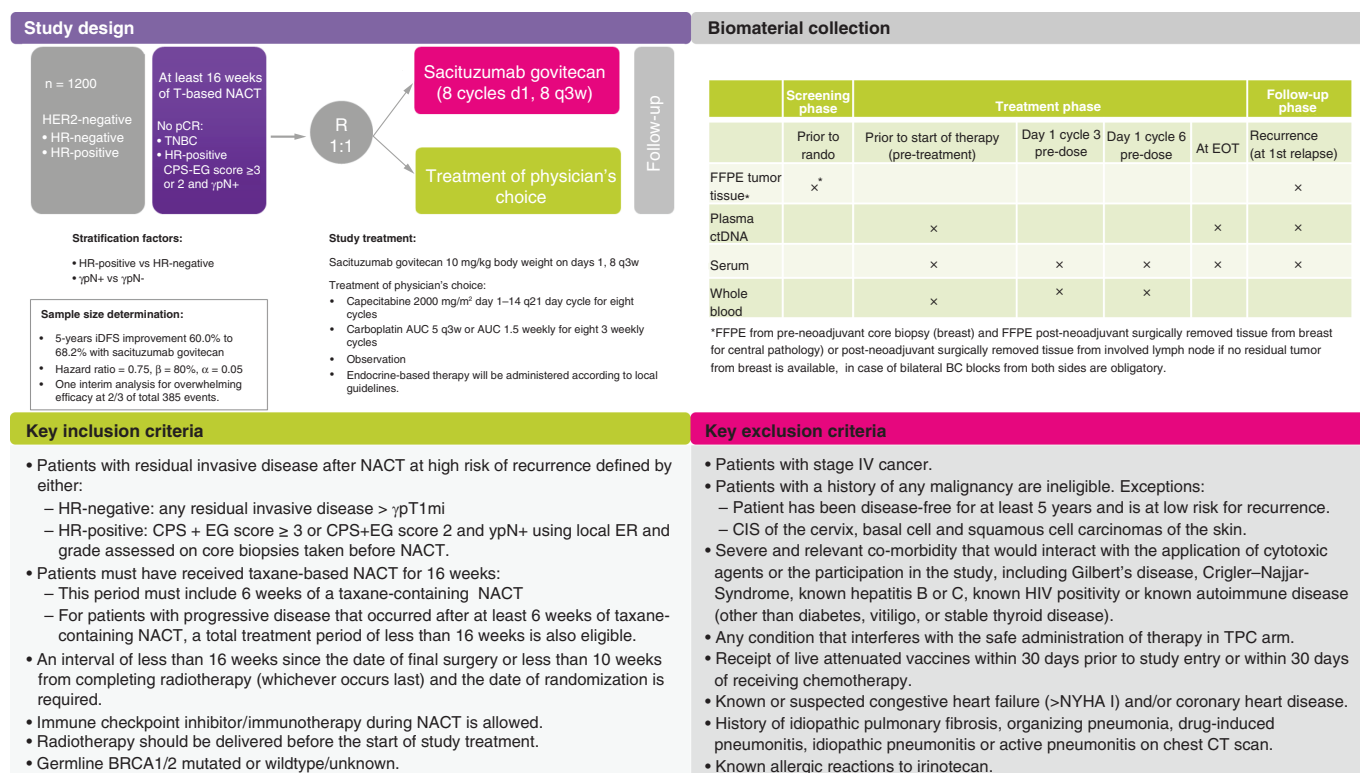 Study design
n = 1200
HER2-negative
• HR-negative
• HR-positive
At least 16 weeks
of T-based NACT
No pCR:
• TNBC
• HR-positive
CPS-EG score ≥3
or 2 and γpN+
R
1:1
Sacituzumab govitecan
(8 cycles d1, 8 q3w)
Treatment of physician’s
choice
Follow-up
Stratification factors:
• HR-positive vs HR-negative
• γpN+ vs γpN-
Sample size determination:
• 5-years iDFS improvement 60.0% to
68.2% with sacituzumab govitecan
• Hazard ratio = 0.75, β = 80%, α = 0.05
• One interim analysis for overwhelming
efficacy at 2/3 of total 385 events.
Study treatment:
Sacituzumab govitecan 10 mg/kg body weight on days 1, 8 q3w
Treatment of physician’s choice:
• Capecitabine 2000 mg/m² day 1–14 q21 day cycle for eight
cycles
• Carboplatin AUC 5 q3w or AUC 1.5 weekly for eight 3 weekly
cycles
• Observation
• Endocrine-based therapy will be administered according to local
guidelines.
Biomaterial collection
Screening phase Treatment phase Follow-up phase
Prior to rando Prior to start of therapy (pre-treatment) Day 1 cycle 3 pre-dose Day 1 cycle 6 pre-dose At EOT Recurrence (at 1st relapse)
FFPE tumor tissue* ×* ×
Plasma ctDNA × × ×
Serum × × × × ×
Whole blood × × ×
*FFPE from pre-neoadjuvant core biopsy (breast) and FFPE post-neoadjuvant surgically removed tissue from breast
for central pathology) or post-neoadjuvant surgically removed tissue from involved lymph node if no residual tumor
from breast is available, in case of bilateral BC blocks from both sides are obligatory.
Key inclusion criteria
• Patients with residual invasive disease after NACT at high risk of recurrence defined by
either:
– HR-negative: any residual invasive disease > γpT1mi
– HR-positive: CPS + EG score ≥ 3 or CPS+EG score 2 and ypN+ using local ER and
grade assessed on core biopsies taken before NACT.
• Patients must have received taxane-based NACT for 16 weeks:
– This period must include 6 weeks of a taxane-containing NACT
– For patients with progressive disease that occurred after at least 6 weeks of taxane-
containing NACT, a total treatment period of less than 16 weeks is also eligible.
• An interval of less than 16 weeks since the date of final surgery or less than 10 weeks
from completing radiotherapy (whichever occurs last) and the date of randomization is
required.
• Immune checkpoint inhibitor/immunotherapy during NACT is allowed.
• Radiotherapy should be delivered before the start of study treatment.
• Germline BRCA1/2 mutated or wildtype/unknown.
Key exclusion criteria
• Patients with stage IV cancer.
• Patients with a history of any malignancy are ineligible. Exceptions:
– Patient has been disease-free for at least 5 years and is at low risk for recurrence.
– CIS of the cervix, basal cell and squamous cell carcinomas of the skin.
• Severe and relevant co-morbidity that would interact with the application of cytotoxic
agents or the participation in the study, including Gilbert’s disease, Crigler–Najjar-
Syndrome, known hepatitis B or C, known HIV positivity or known autoimmune disease
(other than diabetes, vitiligo, or stable thyroid disease).
• Any condition that interferes with the safe administration of therapy in TPC arm.
• Receipt of live attenuated vaccines within 30 days prior to study entry or within 30 days
of receiving chemotherapy.
• Known or suspected congestive heart failure (>NYHA I) and/or coronary heart disease.
• History of idiopathic pulmonary fibrosis, organizing pneumonia, drug-induced
pneumonitis, idiopathic pneumonitis or active pneumonitis on chest CT scan.
• Known allergic reactions to irinotecan.